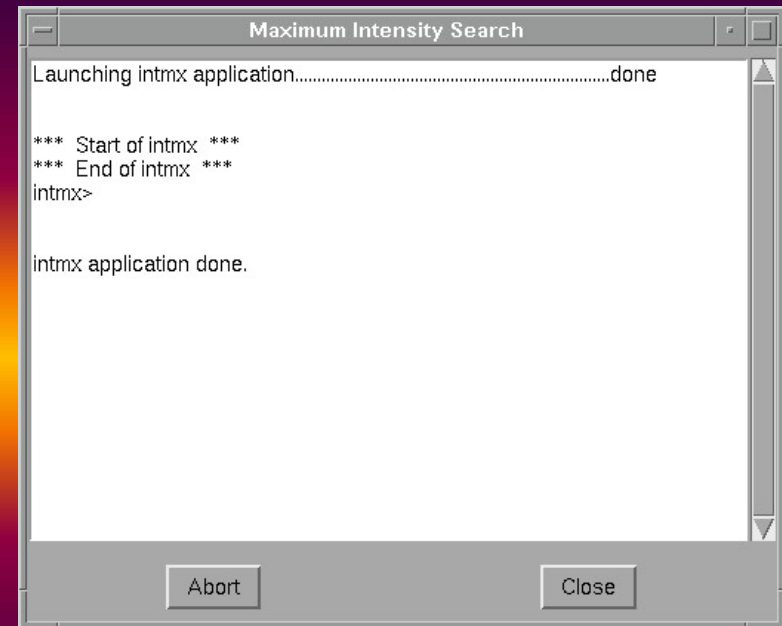 Maximum Intensity Search
Launching intmx application.......................................................................done
*** Start of intmx ***
*** End of intmx ***
intmx>
intmx application done.
Abort
Close